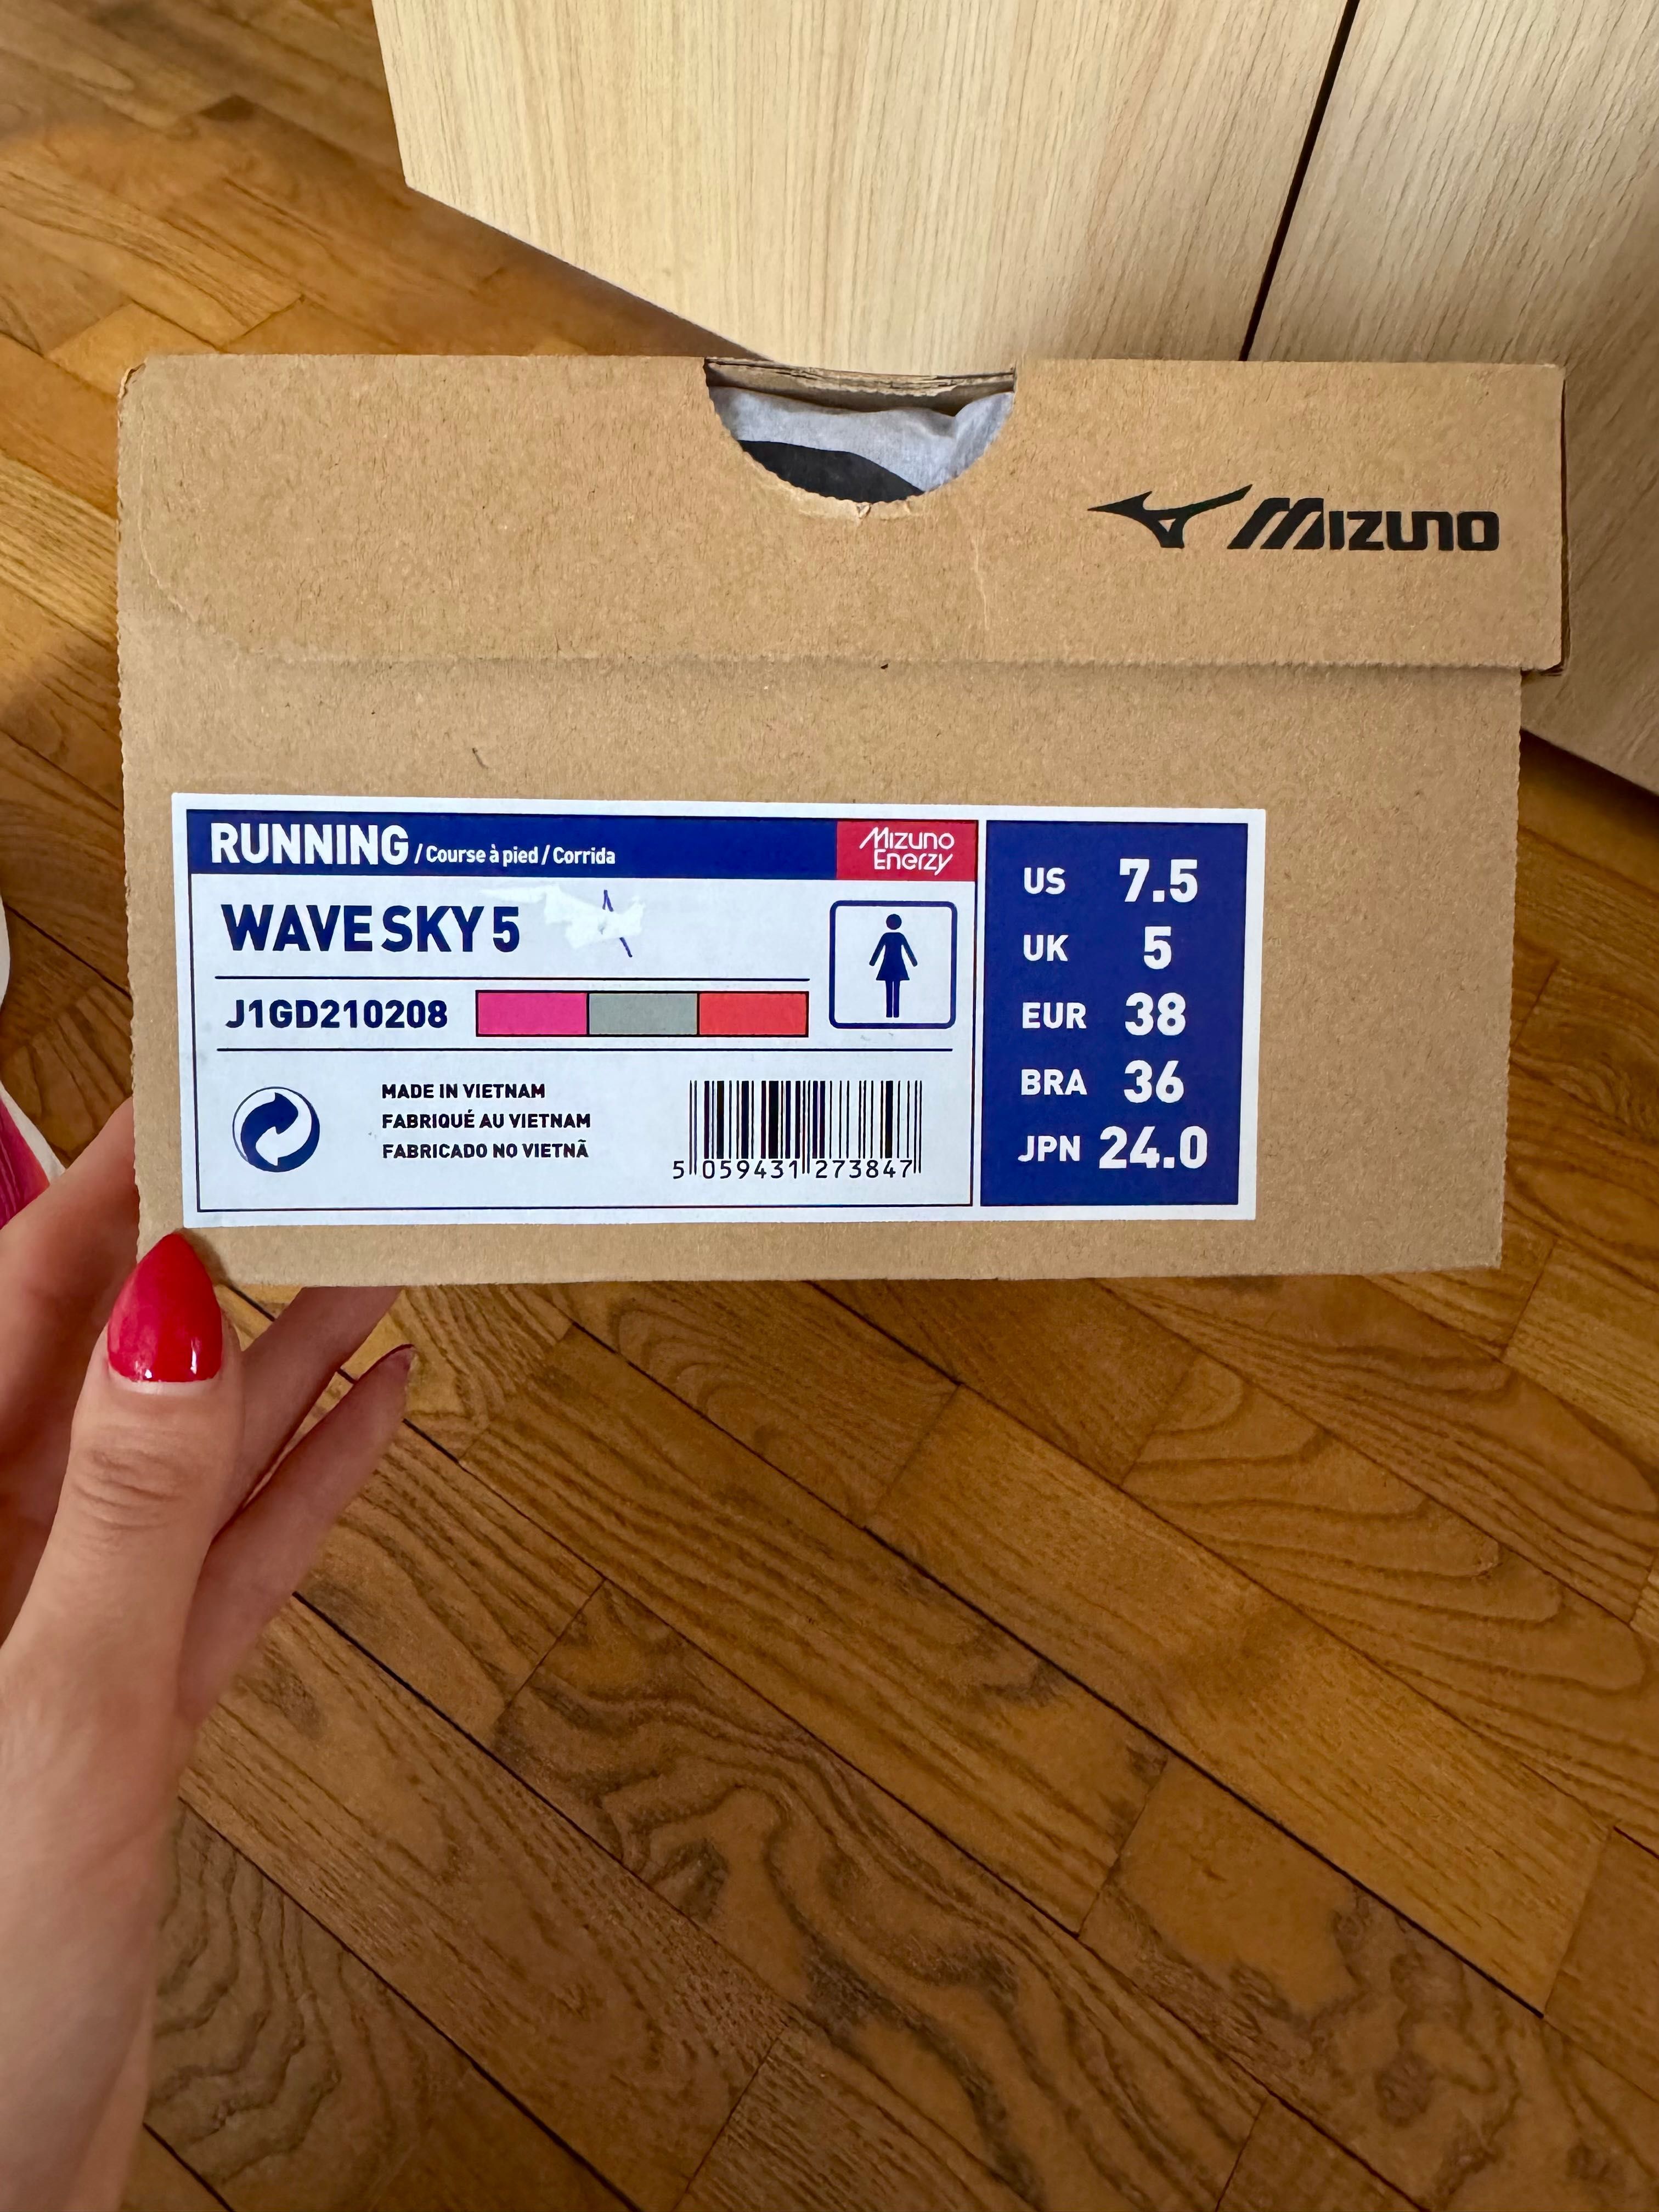 MIZUNO
RUNNING / Course à pied / Corrida
Mizuno
Enerzy
WAVE SKY 5
J1GD210208
MADE IN VIETNAM
FABRIQUÉ AU VIETNAM
FABRICADO NO VIETNÃ
5 059431 273847
US 7.5
UK 5
EUR 38
BRA 36
JPN 24.0